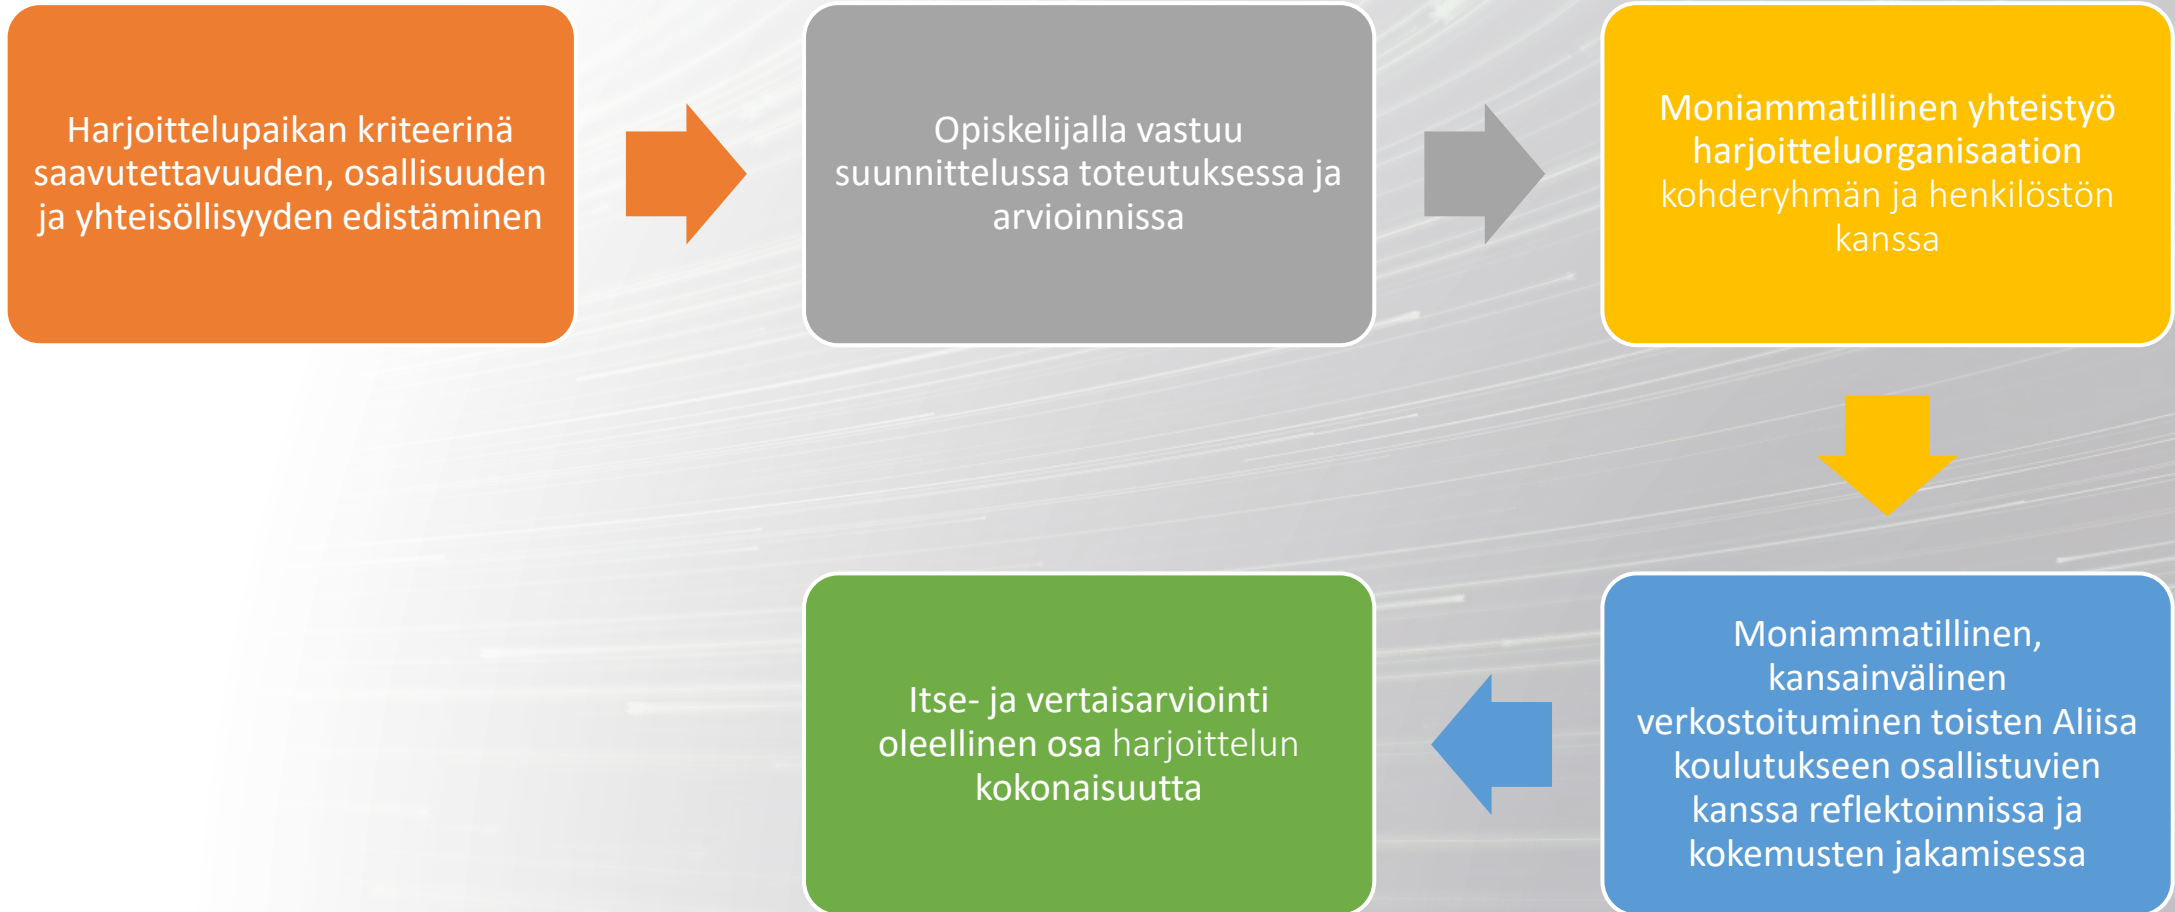 Harjoittelupaikan kriteerinä
saavutettavuuden, osallisuuden
ja yhteisöllisyyden edistäminen
Opiskelijalla vastuu
suunnittelussa toteutuksessa ja
arvioinnissa
Moniammatillinen yhteistyö
harjoitteluorganisaation
kohderyhmän ja henkilöstön
kanssa
Moniammatillinen,
kansainvälinen
verkostoituminen toisten Aliisa
koulutukseen osallistuvien
kanssa reflektoinnissa ja
kokemusten jakamisessa
Itse- ja vertaisarviointi
oleellinen osa harjoittelun
kokonaisuutta